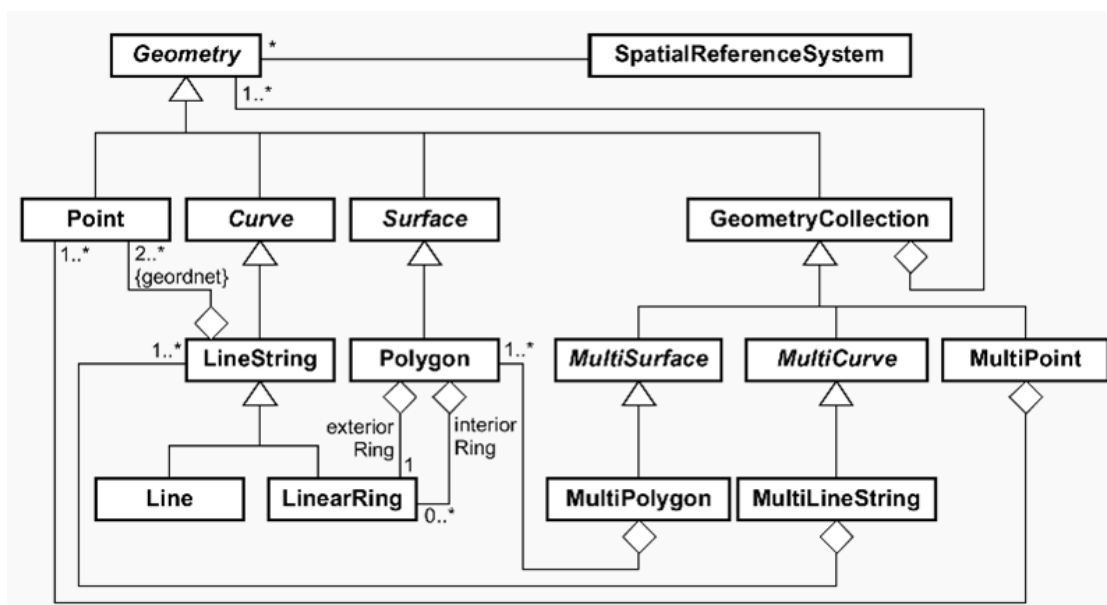 Geometry
*
SpatialReferenceSystem
1..*
Point
Curve
Surface
GeometryCollection
1..*
2..*
{geordnet}
1..*
LineString
Polygon
1..*
MultiSurface
MultiCurve
MultiPoint
exterior
Ring
interior
Ring
1
Line
LinearRing
0..*
MultiPolygon
MultiLineString